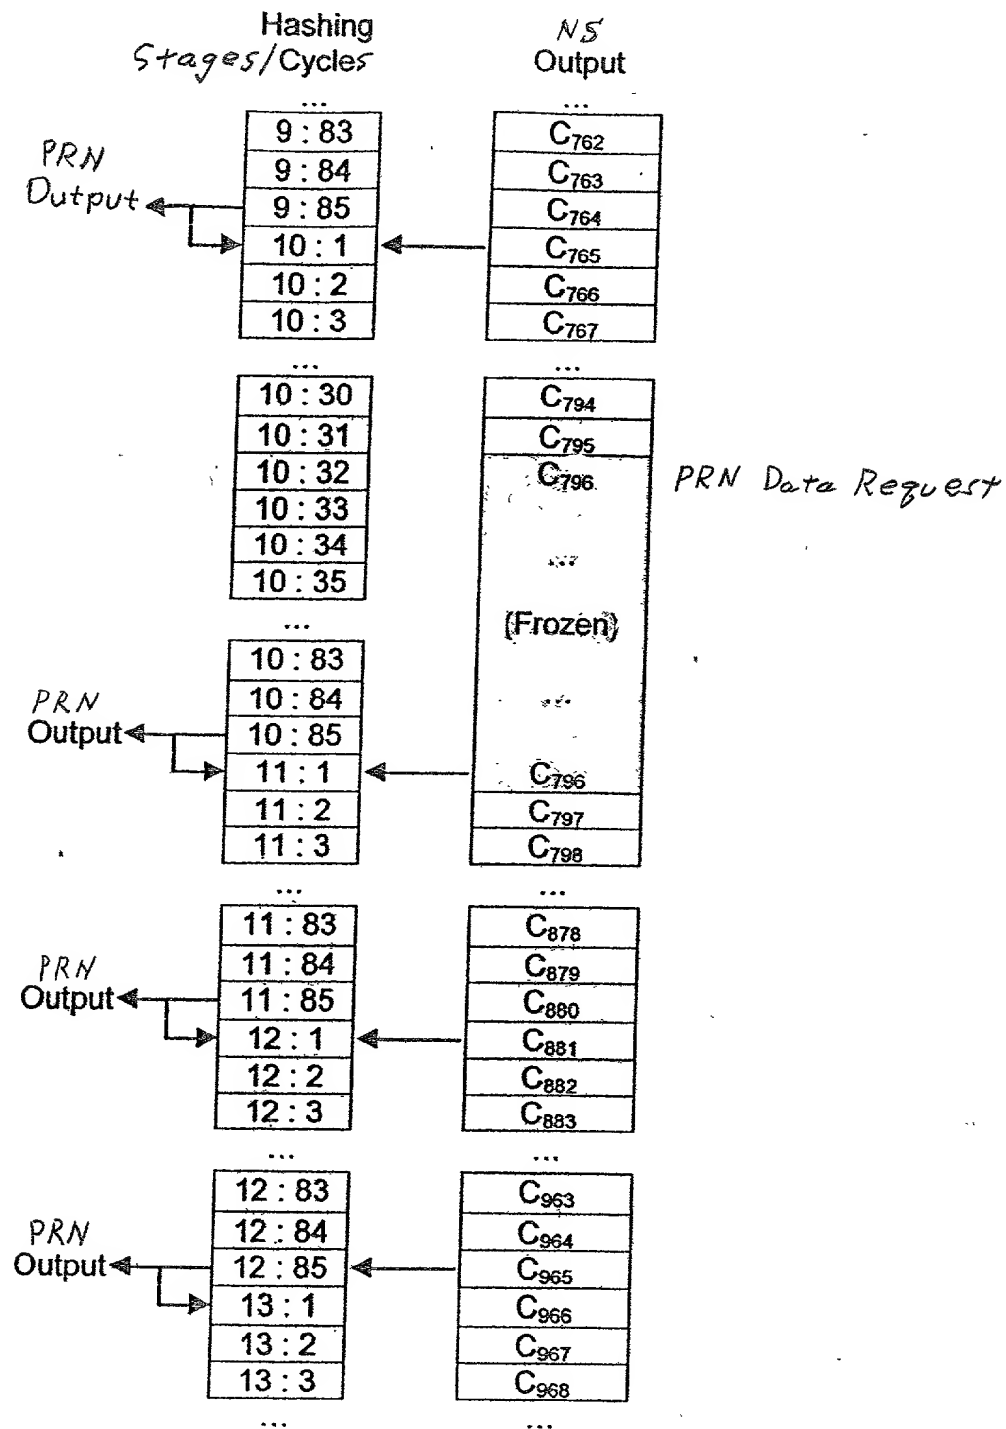 Hashing
Stages/Cycles
NS
Output
...
...
9 : 83
C762
9 : 84
C763
PRN
Output
9 : 85
C764
10 : 1
C765
10 : 2
C766
10 : 3
C767
...
...
10 : 30
C794
10 : 31
C795
10 : 32
C796
PRN Data Request
10 : 33
10 : 34
...
10 : 35
...
(Frozen)
10 : 83
10 : 84
...
PRN
Output
10 : 85
11 : 1
C796
11 : 2
C797
11 : 3
C798
...
...
11 : 83
C878
11 : 84
C879
PRN
Output
11 : 85
C880
12 : 1
C881
12 : 2
C882
12 : 3
C883
...
...
12 : 83
C963
12 : 84
C964
PRN
Output
12 : 85
C965
13 : 1
C966
13 : 2
C967
13 : 3
C968
...
...